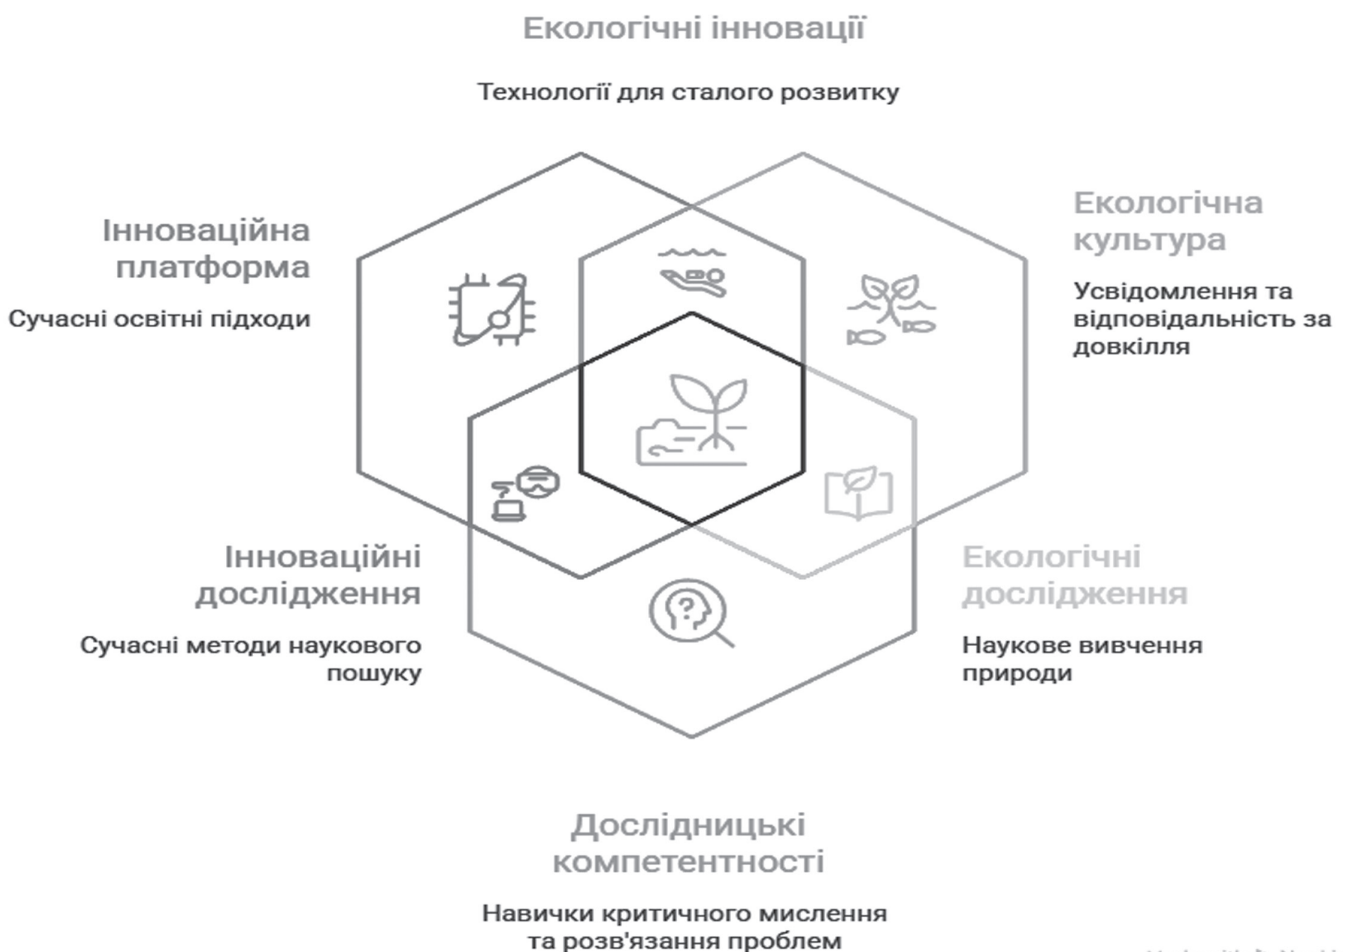 Екологічні інновації
Технології для сталого розвитку
Інноваційна
платформа
Сучасні освітні підходи
Екологічна
культура
Усвідомлення та
відповідальність за
довкілля
Інноваційні
дослідження
Сучасні методи наукового
пошуку
Екологічні
дослідження
Наукове вивчення
природи
Дослідницькі
компетентності
Навички критичного мислення
та розв'язання проблем